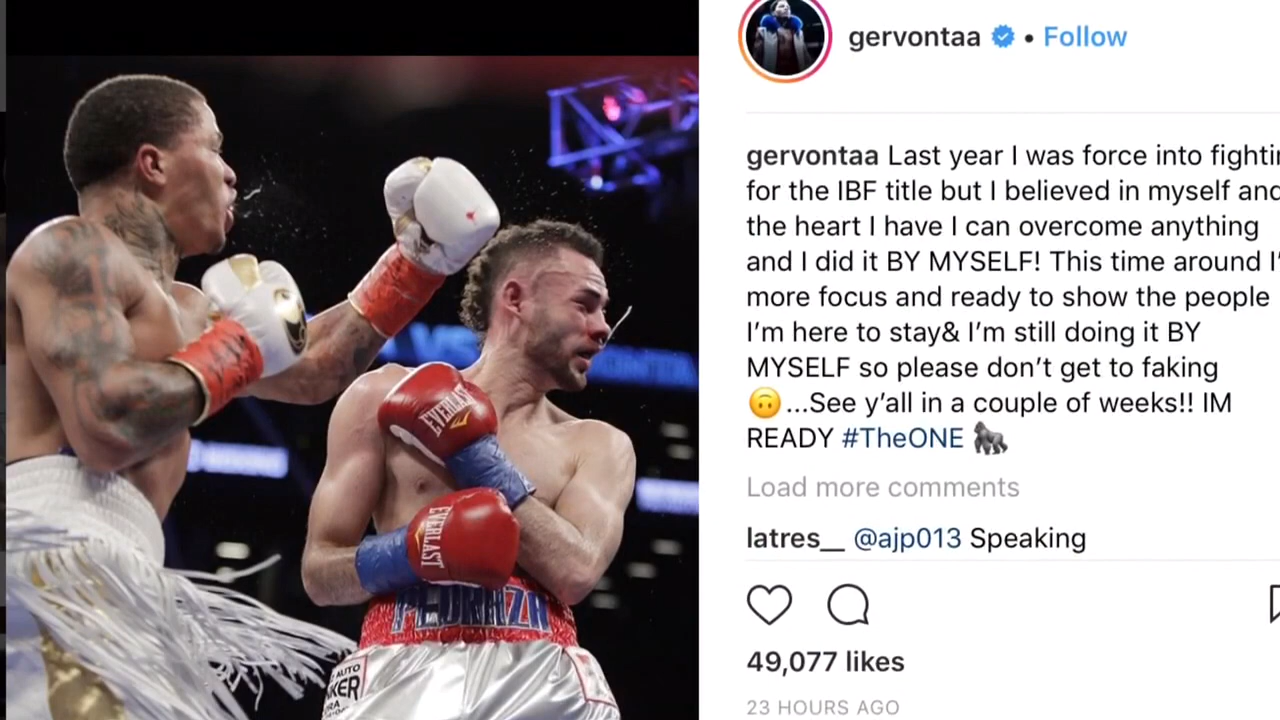 gervontaa • Follow
gervontaa Last year I was force into fightin
for the IBF title but I believed in myself and
the heart I have I can overcome anything
and I did it BY MYSELF! This time around I'
more focus and ready to show the people
I'm here to stay& I'm still doing it BY
MYSELF so please don't get to faking
🙃...See y'all in a couple of weeks!! IM
READY #TheONE 🦍
Load more comments
latres__ @ajp013 Speaking
49,077 likes
23 HOURS AGO
VS
EVERLAST
EVERLAST
PEDRAZA
AUTO